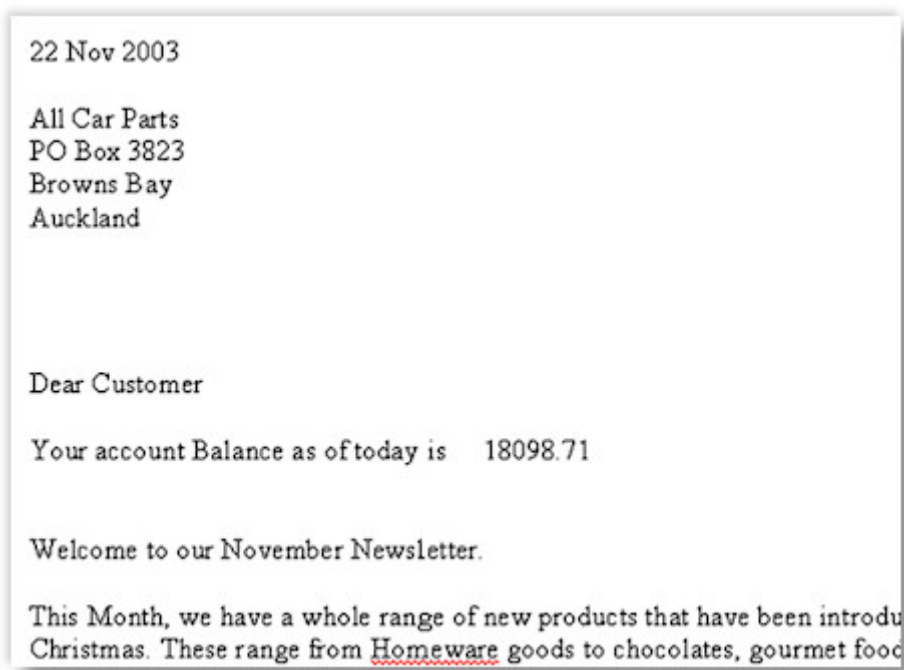 22 Nov 2003
All Car Parts
PO Box 3823
Browns Bay
Auckland
Dear Customer
Your account Balance as of today is 18098.71
Welcome to our November Newsletter.
This Month, we have a whole range of new products that have been introdu
Christmas. These range from Homeware goods to chocolates, gourmet food